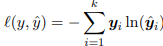 ℓ(y, ŷ) = − ∑_{i=1}^{k} 𝒚_i ln(𝒚̂_i)